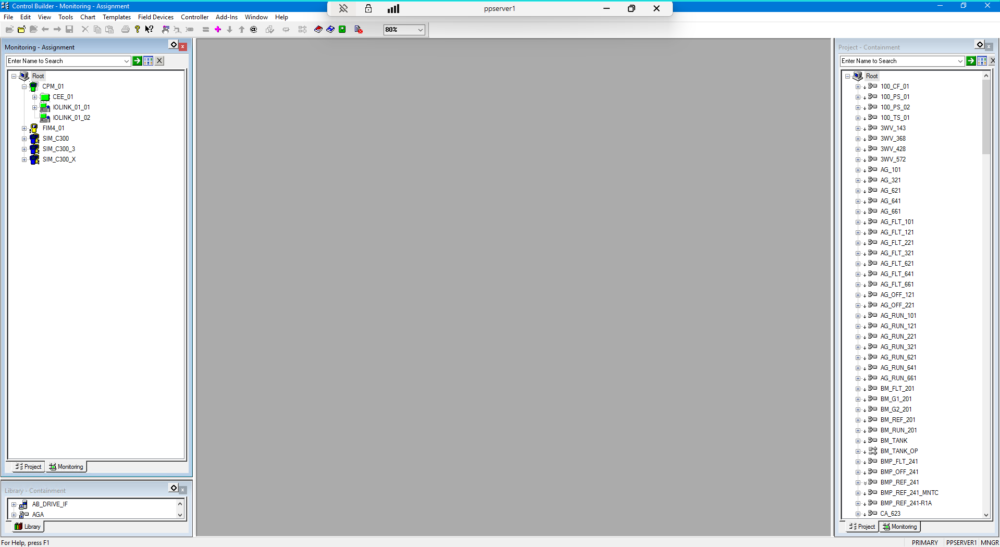 Control Builder - Monitoring - Assignment
ppserver1
File Edit View Tools Chart Templates Field Devices Controller Add-Ins Window Help
80%
Monitoring - Assignment
Enter Name to Search
Root
CPM_01
CEE_01
IOLINK_01_01
IOLINK_01_02
FIM4_01
SIM_C300
SIM_C300_3
SIM_C300_X
Project Monitoring
Library - Containment
AB_DRIVE_IF
AGA
Library
Project - Containment
Enter Name to Search
Root
100_CF_01
100_PS_01
100_PS_02
100_TS_01
3WV_143
3WV_368
3WV_428
3WV_572
AG_101
AG_321
AG_621
AG_641
AG_661
AG_FLT_101
AG_FLT_121
AG_FLT_221
AG_FLT_321
AG_FLT_621
AG_FLT_641
AG_FLT_661
AG_OFF_121
AG_OFF_221
AG_RUN_101
AG_RUN_121
AG_RUN_221
AG_RUN_321
AG_RUN_621
AG_RUN_641
AG_RUN_661
BM_FLT_201
BM_G1_201
BM_G2_201
BM_REF_201
BM_RUN_201
BM_TANK
BM_TANK_OP
BMP_FLT_241
BMP_OFF_241
BMP_REF_241
BMP_REF_241_MNTC
BMP_REF_241-R1A
CA_623
Project Monitoring
For Help, press F1
PRIMARY PPSERVER1 MNGR